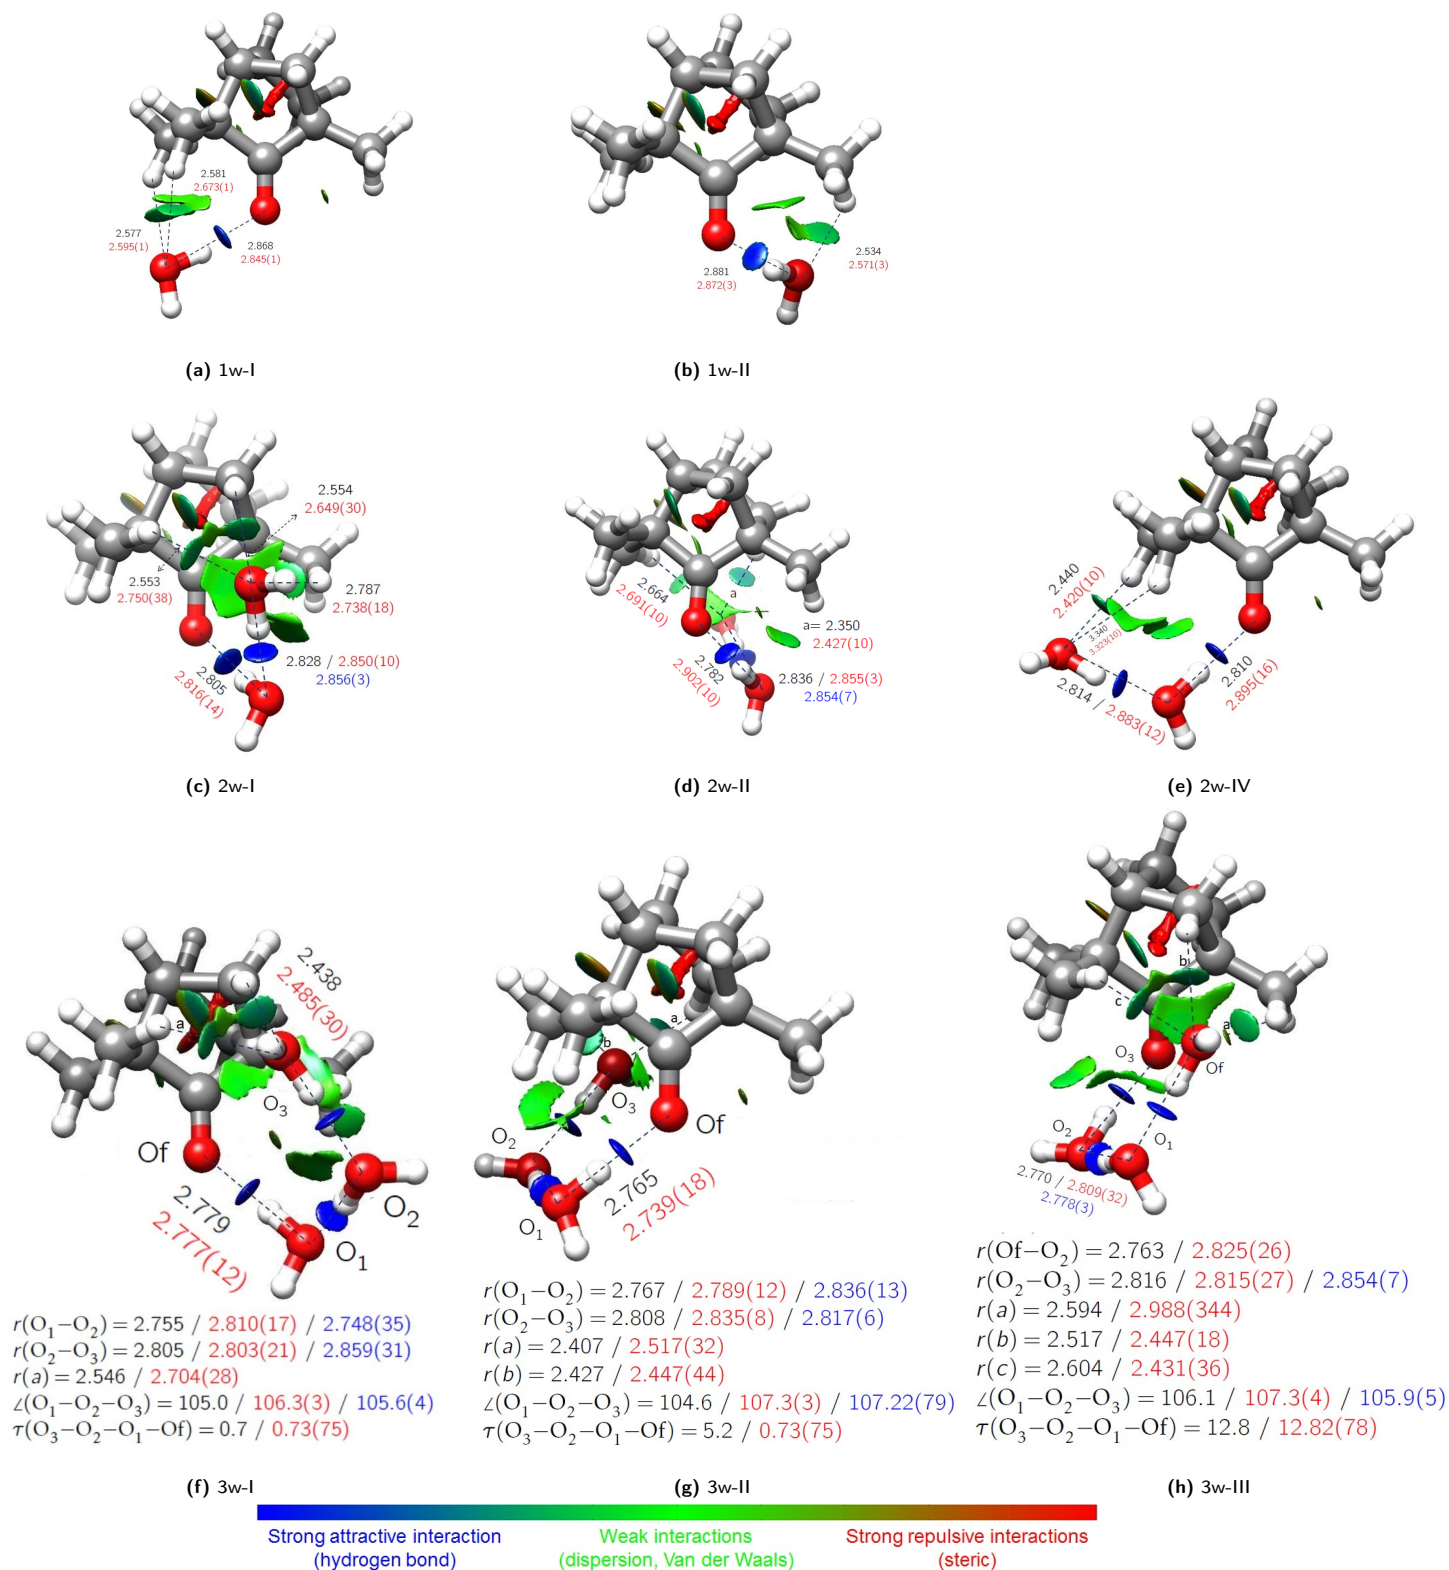 2.581
2.673(1)
2.577
2.595(1)
2.868
2.845(1)
(a) 1w-I
2.534
2.571(3)
2.881
2.872(3)
(b) 1w-II
2.554
2.649(30)
2.553
2.750(38)
2.787
2.738(18)
2.828 / 2.850(10)
2.856(3)
2.805
2.816(14)
(c) 2w-I
2.664
2.691(10)
a
a= 2.350
2.427(10)
2.782
2.902(10)
2.836 / 2.855(3)
2.854(7)
(d) 2w-II
2.440
2.420(10)
3.340
3.323(10)
2.810
2.895(16)
2.814 / 2.883(12)
(e) 2w-IV
2.438
2.485(30)
a
O₃
Of
2.779
2.777(12)
O₂
O₁
r(O₁−O₂) = 2.755 / 2.810(17) / 2.748(35)
r(O₂−O₃) = 2.805 / 2.803(21) / 2.859(31)
r(a) = 2.546 / 2.704(28)
∠(O₁−O₂−O₃) = 105.0 / 106.3(3) / 105.6(4)
τ(O₃−O₂−O₁−Of) = 0.7 / 0.73(75)
(f) 3w-I
a
b
O₃
Of
O₂
2.765
2.739(18)
O₁
r(O₁−O₂) = 2.767 / 2.789(12) / 2.836(13)
r(O₂−O₃) = 2.808 / 2.835(8) / 2.817(6)
r(a) = 2.407 / 2.517(32)
r(b) = 2.427 / 2.447(44)
∠(O₁−O₂−O₃) = 104.6 / 107.3(3) / 107.22(79)
τ(O₃−O₂−O₁−Of) = 5.2 / 0.73(75)
(g) 3w-II
b
c
a
O₃
Of
O₂
O₁
2.770 / 2.809(32)
2.778(3)
r(Of−O₂) = 2.763 / 2.825(26)
r(O₂−O₃) = 2.816 / 2.815(27) / 2.854(7)
r(a) = 2.594 / 2.988(344)
r(b) = 2.517 / 2.447(18)
r(c) = 2.604 / 2.431(36)
∠(O₁−O₂−O₃) = 106.1 / 107.3(4) / 105.9(5)
τ(O₃−O₂−O₁−Of) = 12.8 / 12.82(78)
(h) 3w-III
Strong attractive interaction
(hydrogen bond)
Weak interactions
(dispersion, Van der Waals)
Strong repulsive interactions
(steric)